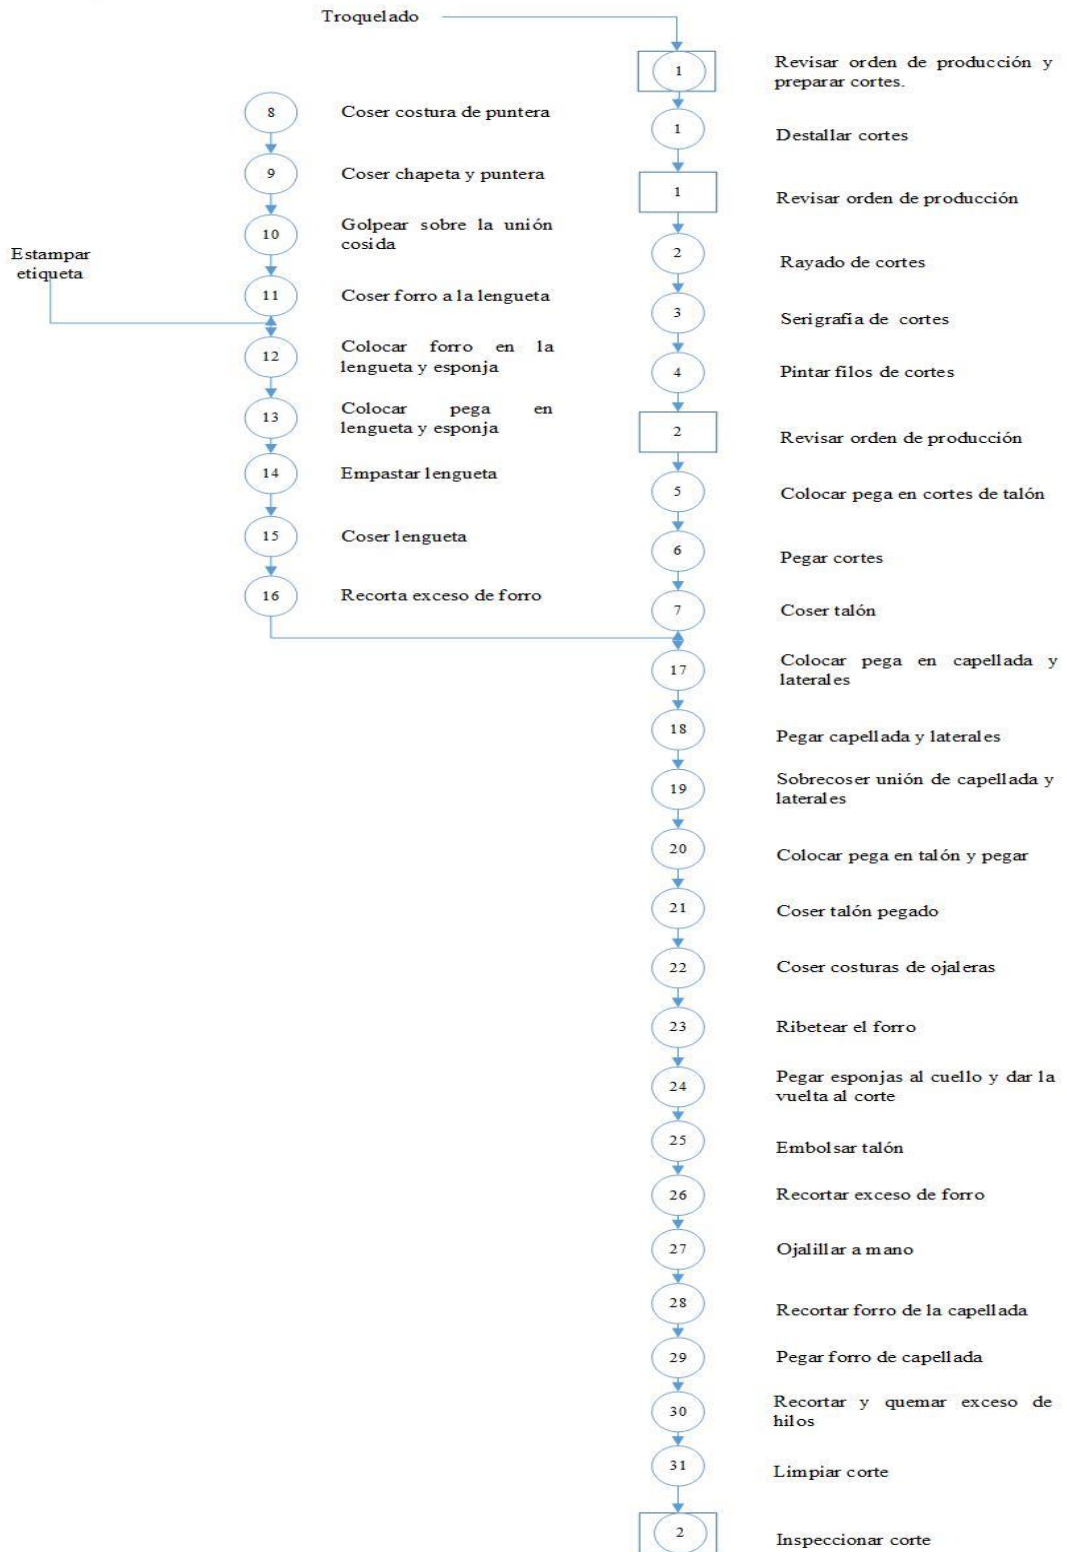 Troquelado
1
Revisar orden de producción y
preparar cortes.
8
Coser costura de puntera
1
Destallar cortes
9
Coser chapeta y puntera
1
Revisar orden de producción
10
Golpear sobre la unión
cosida
2
Rayado de cortes
Estampar
etiqueta
11
Coser forro a la lengueta
3
Serigrafía de cortes
12
Colocar forro en la
lengueta y esponja
4
Pintar filos de cortes
13
Colocar pega en
lengueta y esponja
2
Revisar orden de producción
14
Empastar lengueta
5
Colocar pega en cortes de talón
15
Coser lengueta
6
Pegar cortes
16
Recorta exceso de forro
7
Coser talón
17
Colocar pega en capellada y
laterales
18
Pegar capellada y laterales
19
Sobrecoser unión de capellada y
laterales
20
Colocar pega en talón y pegar
21
Coser talón pegado
22
Coser costuras de ojaleras
23
Ribetear el forro
24
Pegar esponjas al cuello y dar la
vuelta al corte
25
Embolsar talón
26
Recortar exceso de forro
27
Ojalillar a mano
28
Recortar forro de la capellada
29
Pegar forro de capellada
30
Recortar y quemar exceso de
hilos
31
Limpiar corte
2
Inspeccionar corte